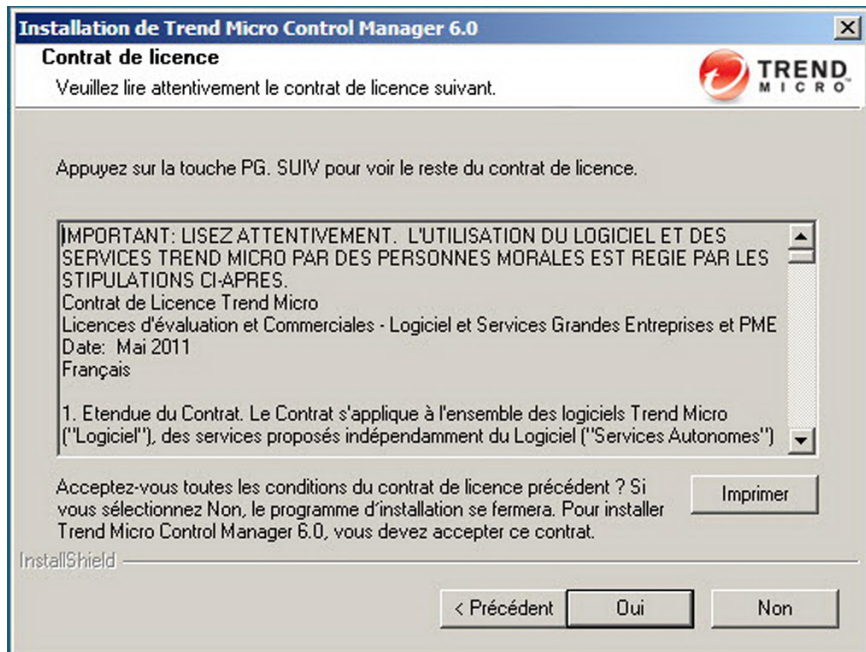 Installation de Trend Micro Control Manager 6.0
Contrat de licence
Veuillez lire attentivement le contrat de licence suivant.
TREND
MICRO
Appuyez sur la touche PG. SUIV pour voir le reste du contrat de licence.
IMPORTANT: LISEZ ATTENTIVEMENT. L'UTILISATION DU LOGICIEL ET DES
SERVICES TREND MICRO PAR DES PERSONNES MORALES EST REGIE PAR LES
STIPULATIONS CI-APRES.
Contrat de Licence Trend Micro
Licences d'évaluation et Commerciales - Logiciel et Services Grandes Entreprises et PME
Date: Mai 2011
Français
1. Etendue du Contrat. Le Contrat s'applique à l'ensemble des logiciels Trend Micro
("Logiciel"), des services proposés indépendamment du Logiciel ("Services Autonomes")
Acceptez-vous toutes les conditions du contrat de licence précédent ? Si
vous sélectionnez Non, le programme d´installation se fermera. Pour installer
Trend Micro Control Manager 6.0, vous devez accepter ce contrat.
Imprimer
InstallShield
< Précédent
Oui
Non